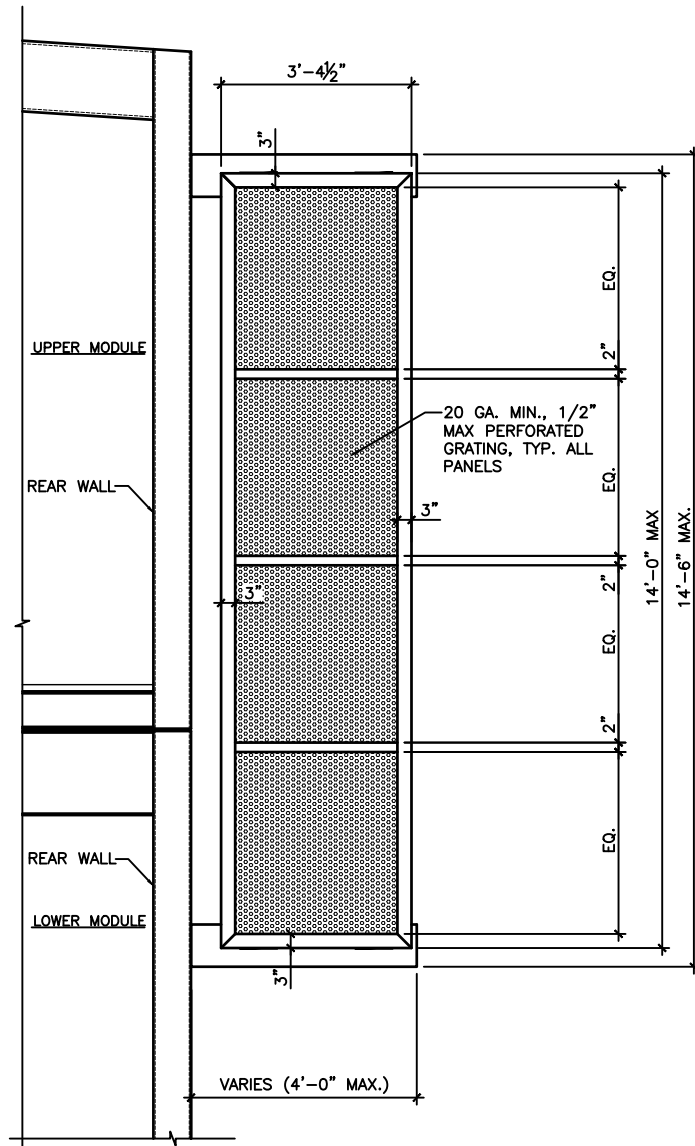 3'-4½"
3"
EQ.
UPPER MODULE
2"
20 GA. MIN., 1/2"
MAX PERFORATED
GRATING, TYP. ALL
PANELS
REAR WALL
EQ.
3"
14'-0" MAX
14'-6" MAX.
3"
2"
EQ.
2"
EQ.
REAR WALL
LOWER MODULE
3"
VARIES (4'-0" MAX.)